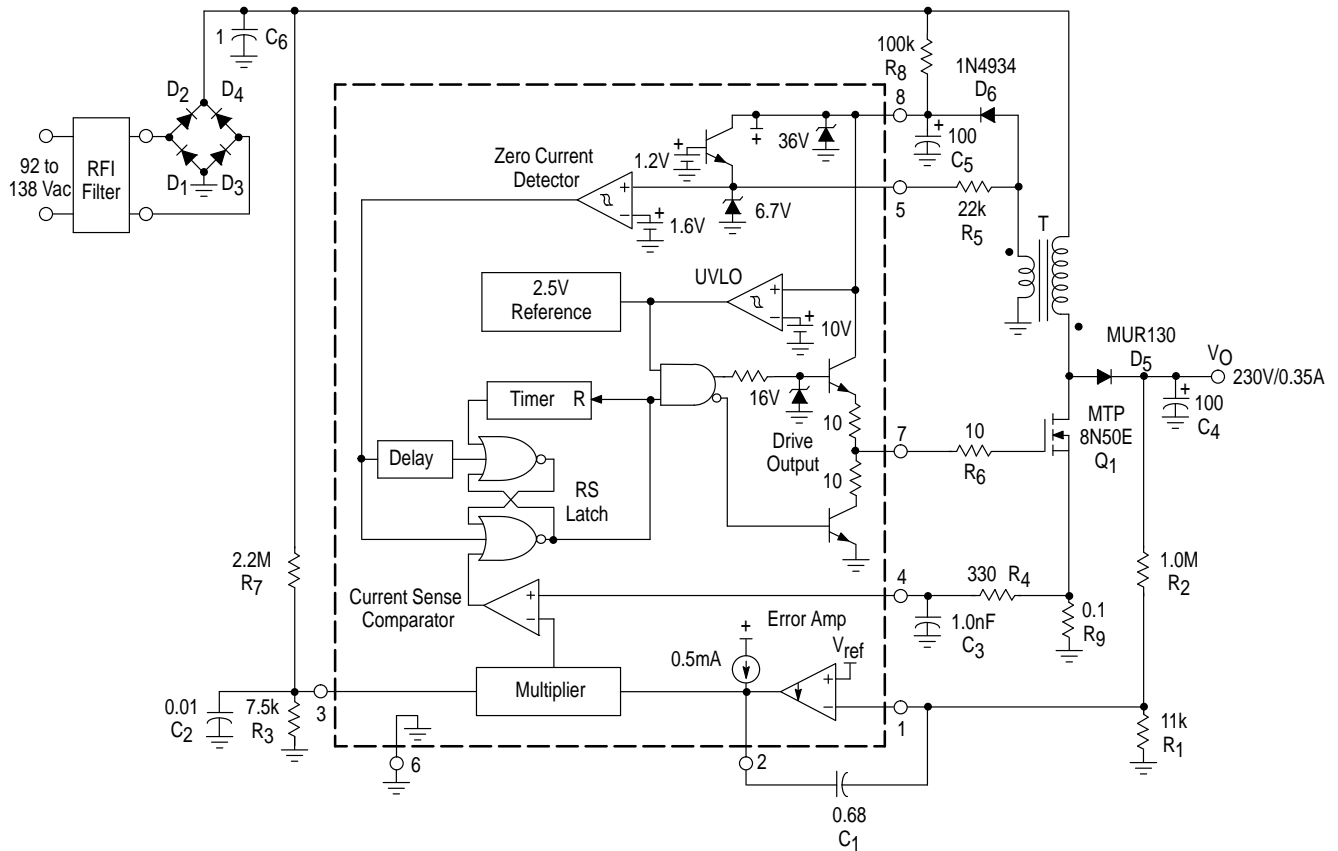 1
C6
D2
D4
D1
D3
92 to
138 Vac
RFI
Filter
100k
R8
1N4934
D6
8
100
C5
36V
1.2V
Zero Current
Detector
+
−
1.6V
6.7V
5
22k
R5
T
2.5V
Reference
UVLO
+
−
10V
16V
10
Drive
Output
10
7
10
R6
MUR130
D5
VO
230V/0.35A
100
C4
MTP
8N50E
Q1
Timer
R
Delay
RS
Latch
2.2M
R7
Current Sense
Comparator
+
−
4
330
R4
1.0nF
C3
0.1
R9
1.0M
R2
Error Amp
0.5mA
Vref
+
−
Multiplier
0.01
C2
7.5k
R3
3
1
11k
R1
6
2
0.68
C1